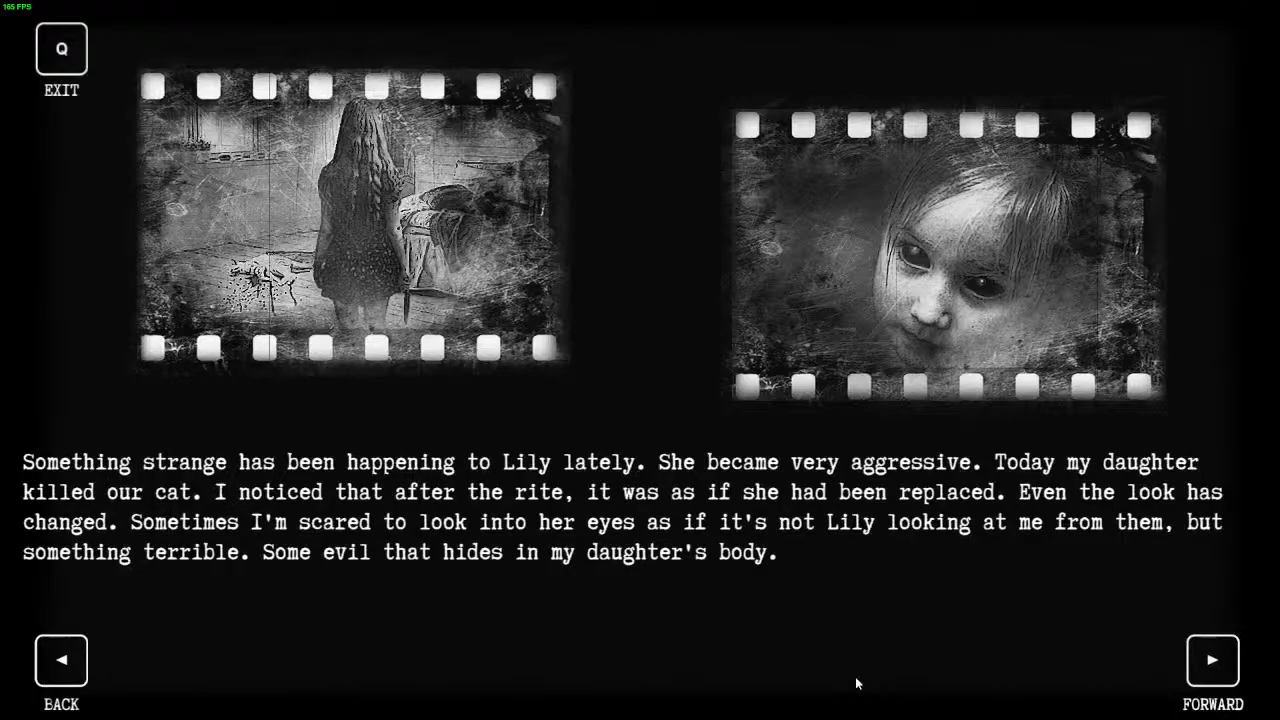 165 FPS
Q
EXIT
Something strange has been happening to Lily lately. She became very aggressive. Today my daughter
killed our cat. I noticed that after the rite, it was as if she had been replaced. Even the look has
changed. Sometimes I'm scared to look into her eyes as if it's not Lily looking at me from them, but
something terrible. Some evil that hides in my daughter's body.
BACK
FORWARD